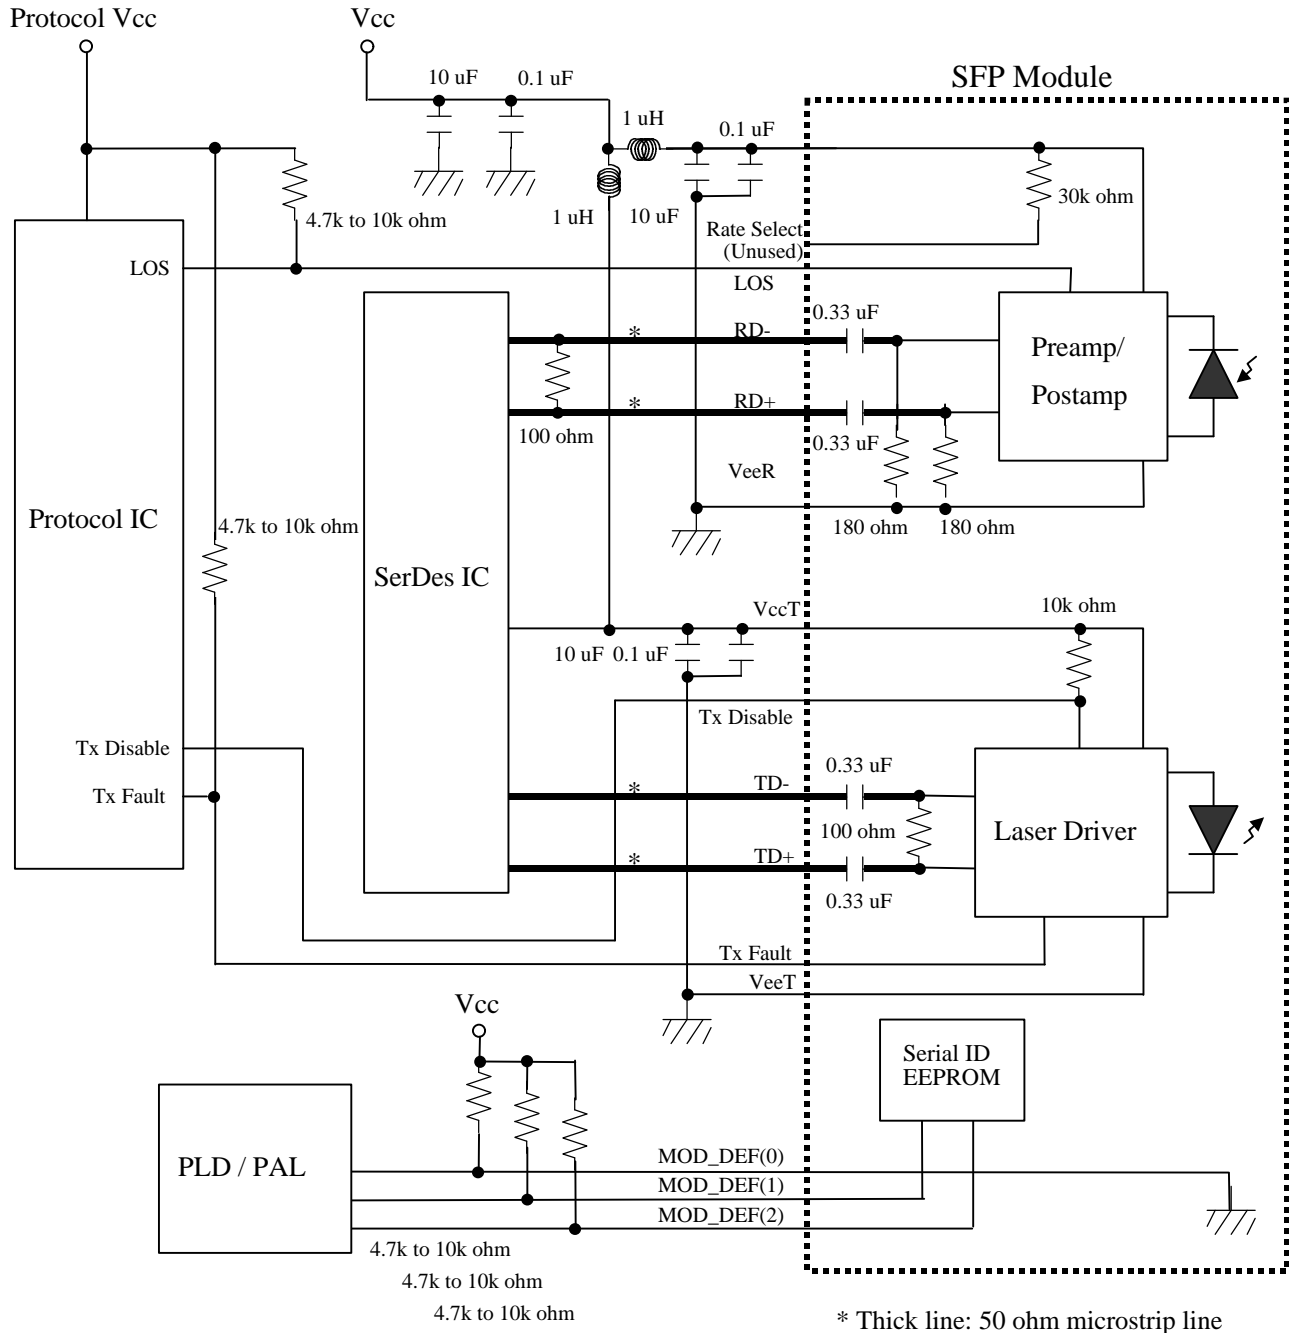 Protocol Vcc
Vcc
10 uF
0.1 uF
SFP Module
1 uH
0.1 uF
1 uH
10 uF
4.7k to 10k ohm
30k ohm
Rate Select
(Unused)
LOS
LOS
0.33 uF
*
RD-
Preamp/
Postamp
*
RD+
100 ohm
0.33 uF
VeeR
Protocol IC
4.7k to 10k ohm
180 ohm
180 ohm
SerDes IC
VccT
10k ohm
10 uF
0.1 uF
Tx Disable
Tx Disable
Tx Fault
0.33 uF
*
TD-
100 ohm
Laser Driver
*
TD+
0.33 uF
Tx Fault
VeeT
Vcc
Serial ID
EEPROM
PLD / PAL
MOD_DEF(0)
MOD_DEF(1)
MOD_DEF(2)
4.7k to 10k ohm
4.7k to 10k ohm
4.7k to 10k ohm
* Thick line: 50 ohm microstrip line